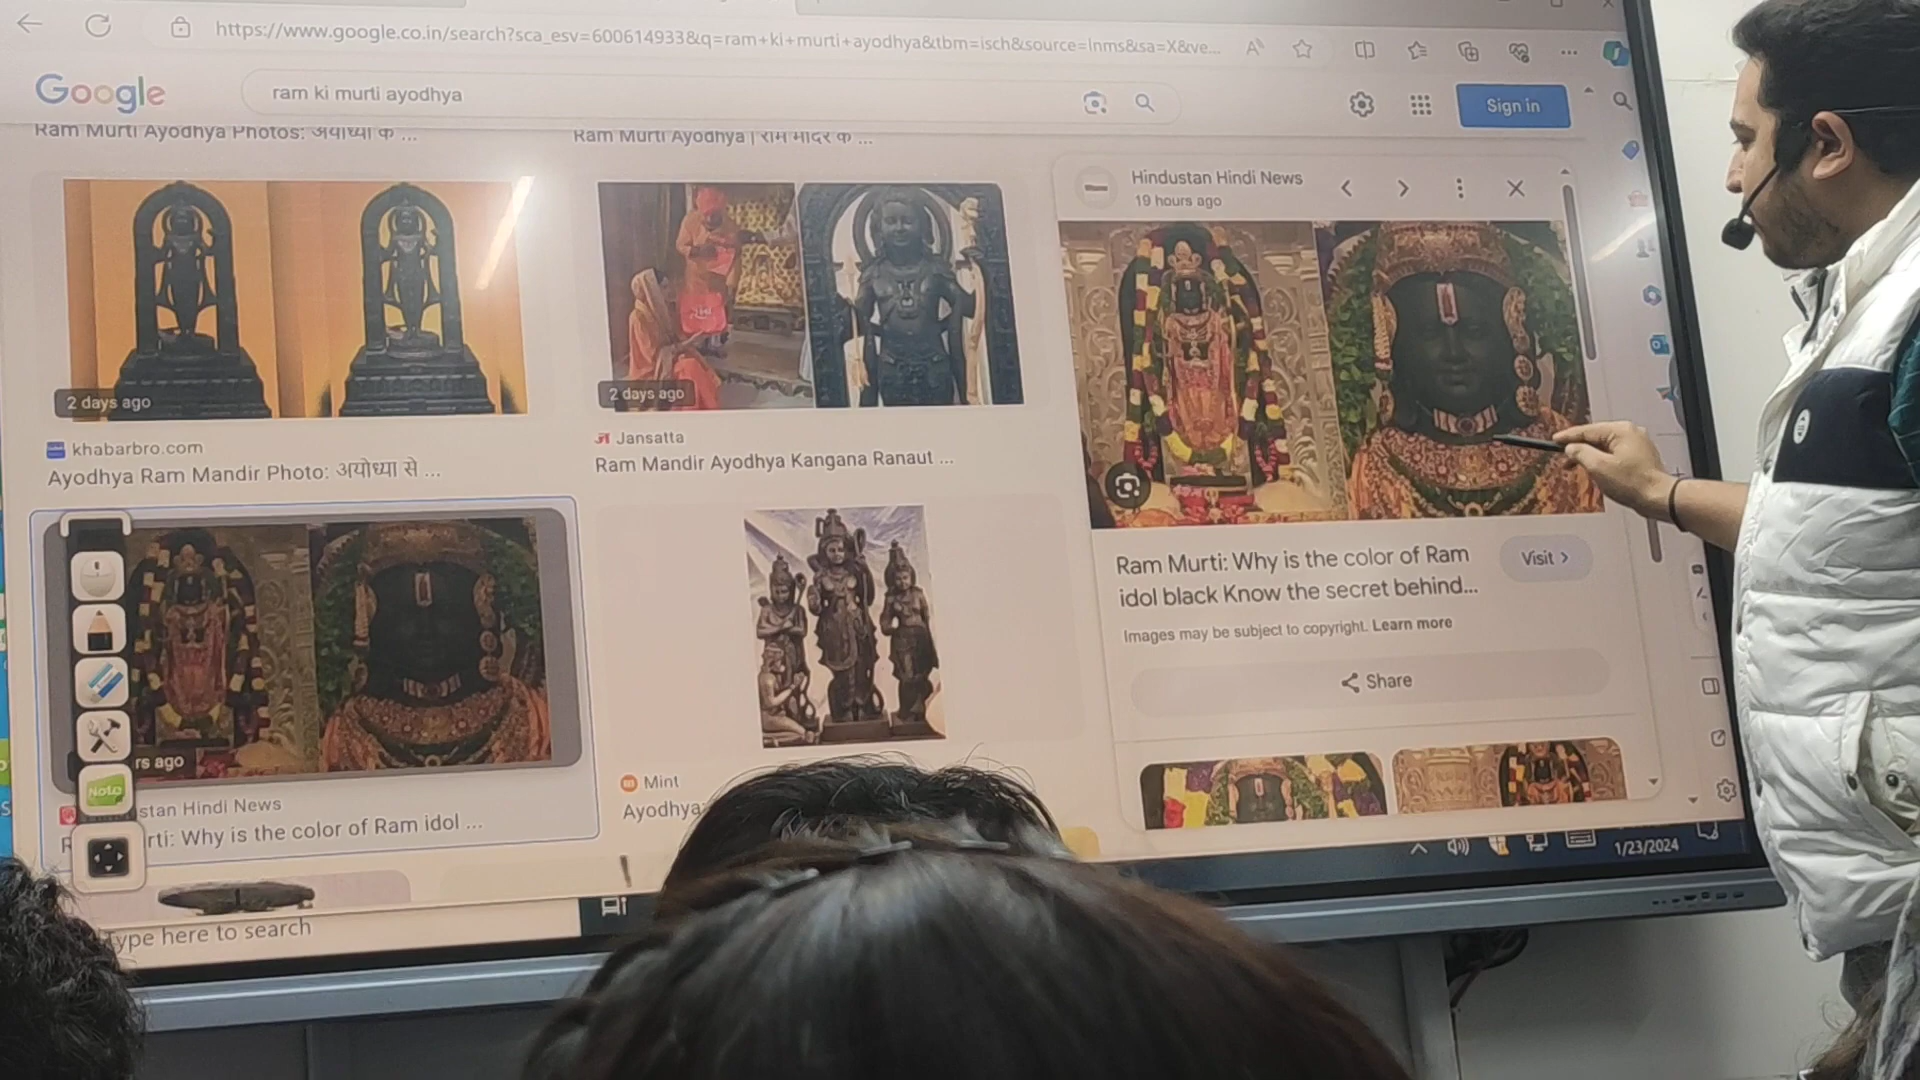 https://www.google.co.in/search?sca_esv=600614933&q=ram+ki+murti+ayodhya&tbm=isch&source=lnms&sa=X&ve...
Google
ram ki murti ayodhya
Sign in
Ram Murti Ayodhya Photos: अयोध्या के ...
Ram Murti Ayodhya | राम मंदिर के ...
2 days ago
khabarbro.com
Ayodhya Ram Mandir Photo: अयोध्या से ...
2 days ago
Jansatta
Ram Mandir Ayodhya Kangana Ranaut ...
Hindustan Hindi News
19 hours ago
Ram Murti: Why is the color of Ram
idol black Know the secret behind...
Visit >
Images may be subject to copyright. Learn more
Share
rs ago
Note
stan Hindi News
rti: Why is the color of Ram idol ...
Mint
Ayodhya
Type here to search
1/23/2024